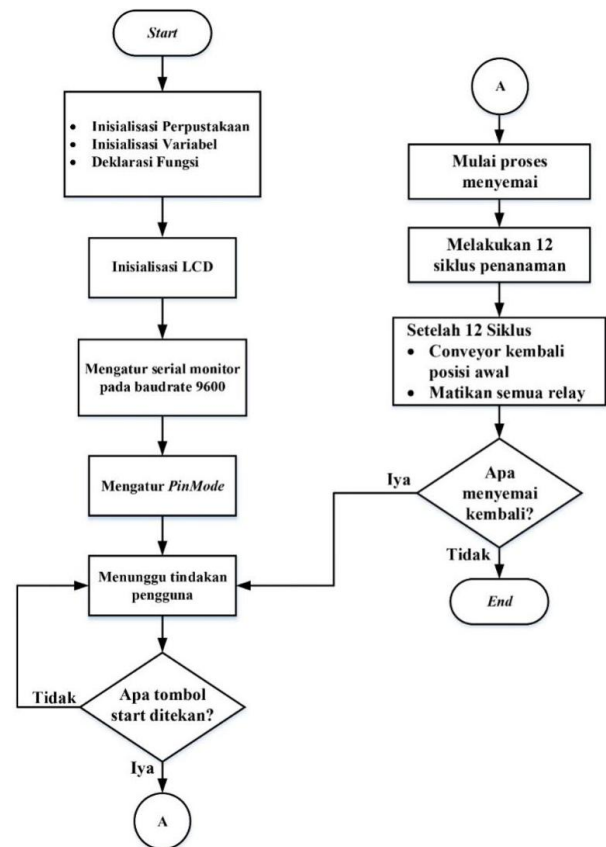 Start
• Inisialisasi Perpustakaan
• Inisialisasi Variabel
• Deklarasi Fungsi
Inisialisasi LCD
Mengatur serial monitor
pada baudrate 9600
Mengatur PinMode
Menunggu tindakan
pengguna
Apa tombol
start ditekan?
Tidak
Iya
A
A
Mulai proses
menyemai
Melakukan 12
siklus penanaman
Setelah 12 Siklus
• Conveyor kembali
posisi awal
• Matikan semua relay
Apa
menyemai
kembali?
Iya
Tidak
End